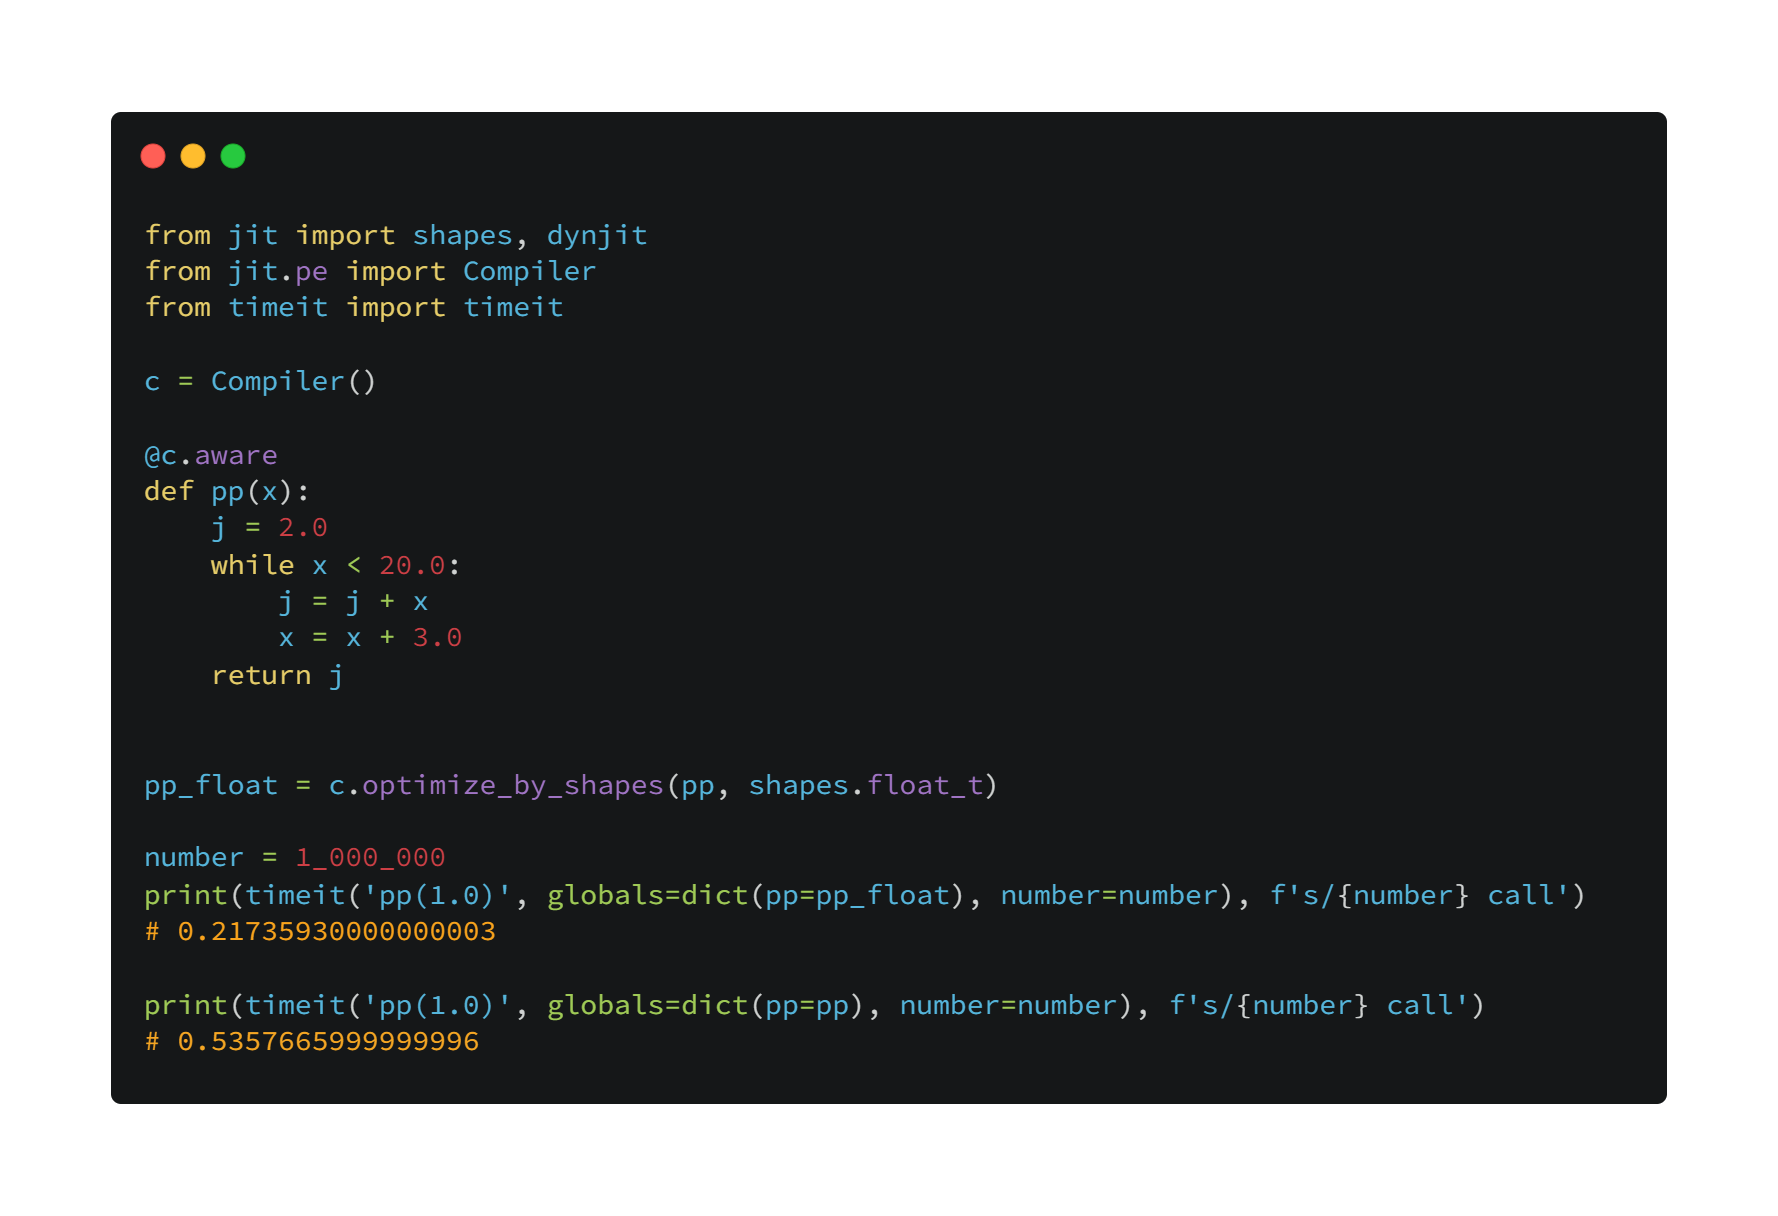 from jit import shapes, dynjit
from jit.pe import Compiler
from timeit import timeit

c = Compiler()

@c.aware
def pp(x):
    j = 2.0
    while x < 20.0:
        j = j + x
        x = x + 3.0
    return j


pp_float = c.optimize_by_shapes(pp, shapes.float_t)

number = 1_000_000
print(timeit('pp(1.0)', globals=dict(pp=pp_float), number=number), f's/{number} call')
# 0.21735930000000003

print(timeit('pp(1.0)', globals=dict(pp=pp), number=number), f's/{number} call')
# 0.5357665999999996